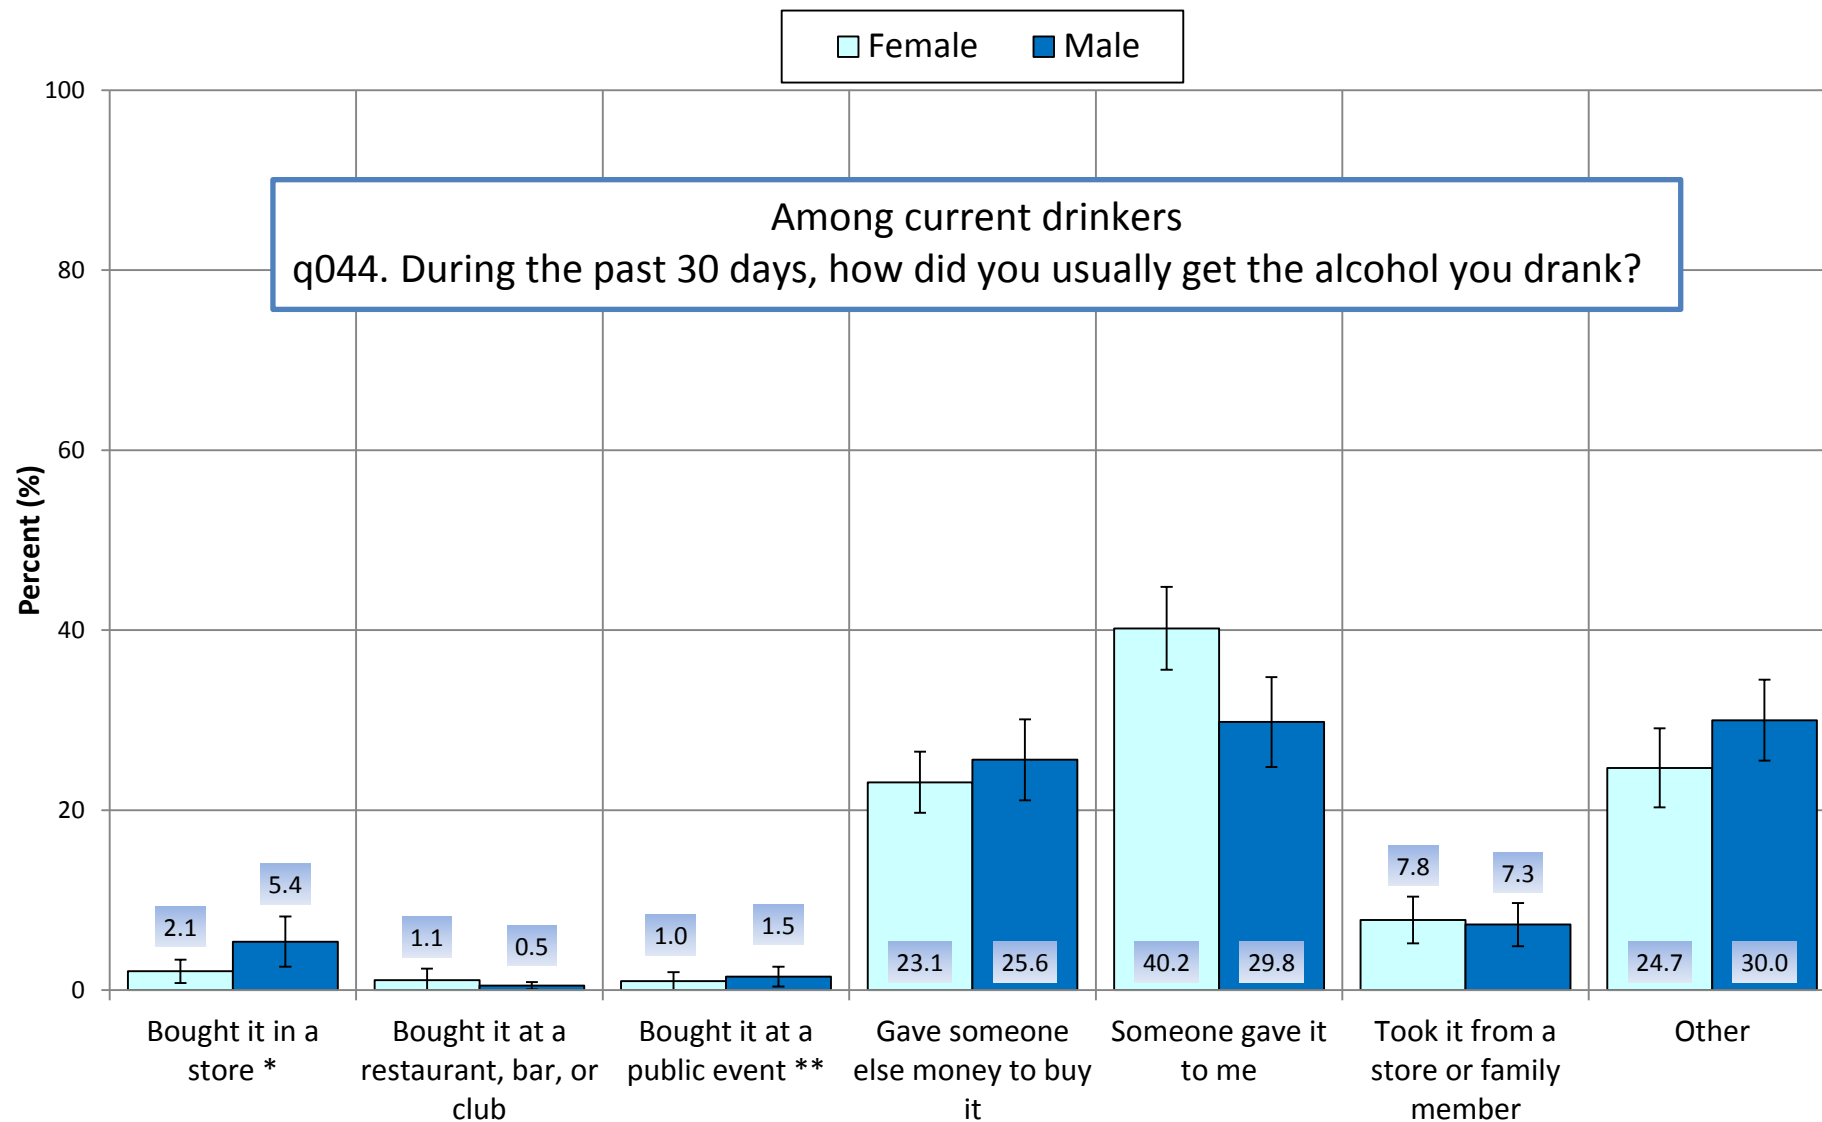 Female Male
100
Among current drinkers
q044. During the past 30 days, how did you usually get the alcohol you drank?
80
60
Percent (%)
40
20
0
2.1 5.4 1.1 0.5 1.0 1.5 23.1 25.6 40.2 29.8 7.8 7.3 24.7 30.0
Bought it in a
store *
Bought it at a
restaurant, bar, or
club
Bought it at a
public event **
Gave someone
else money to buy
it
Someone gave it
to me
Took it from a
store or family
member
Other